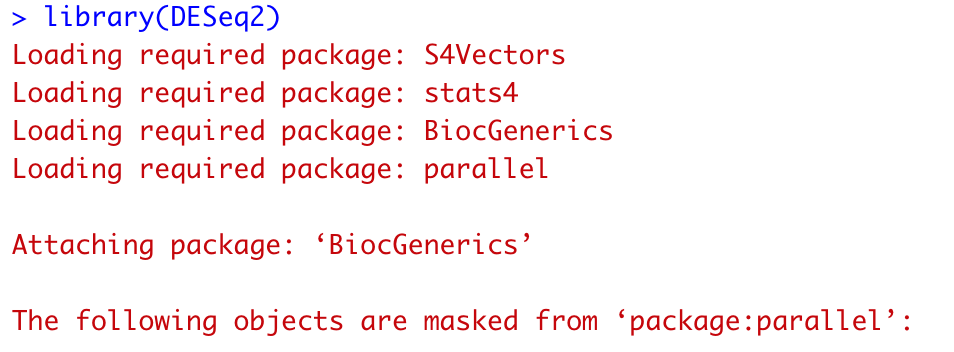 > library(DESeq2)
Loading required package: S4Vectors
Loading required package: stats4
Loading required package: BiocGenerics
Loading required package: parallel
Attaching package: ‘BiocGenerics’
The following objects are masked from ‘package:parallel’: